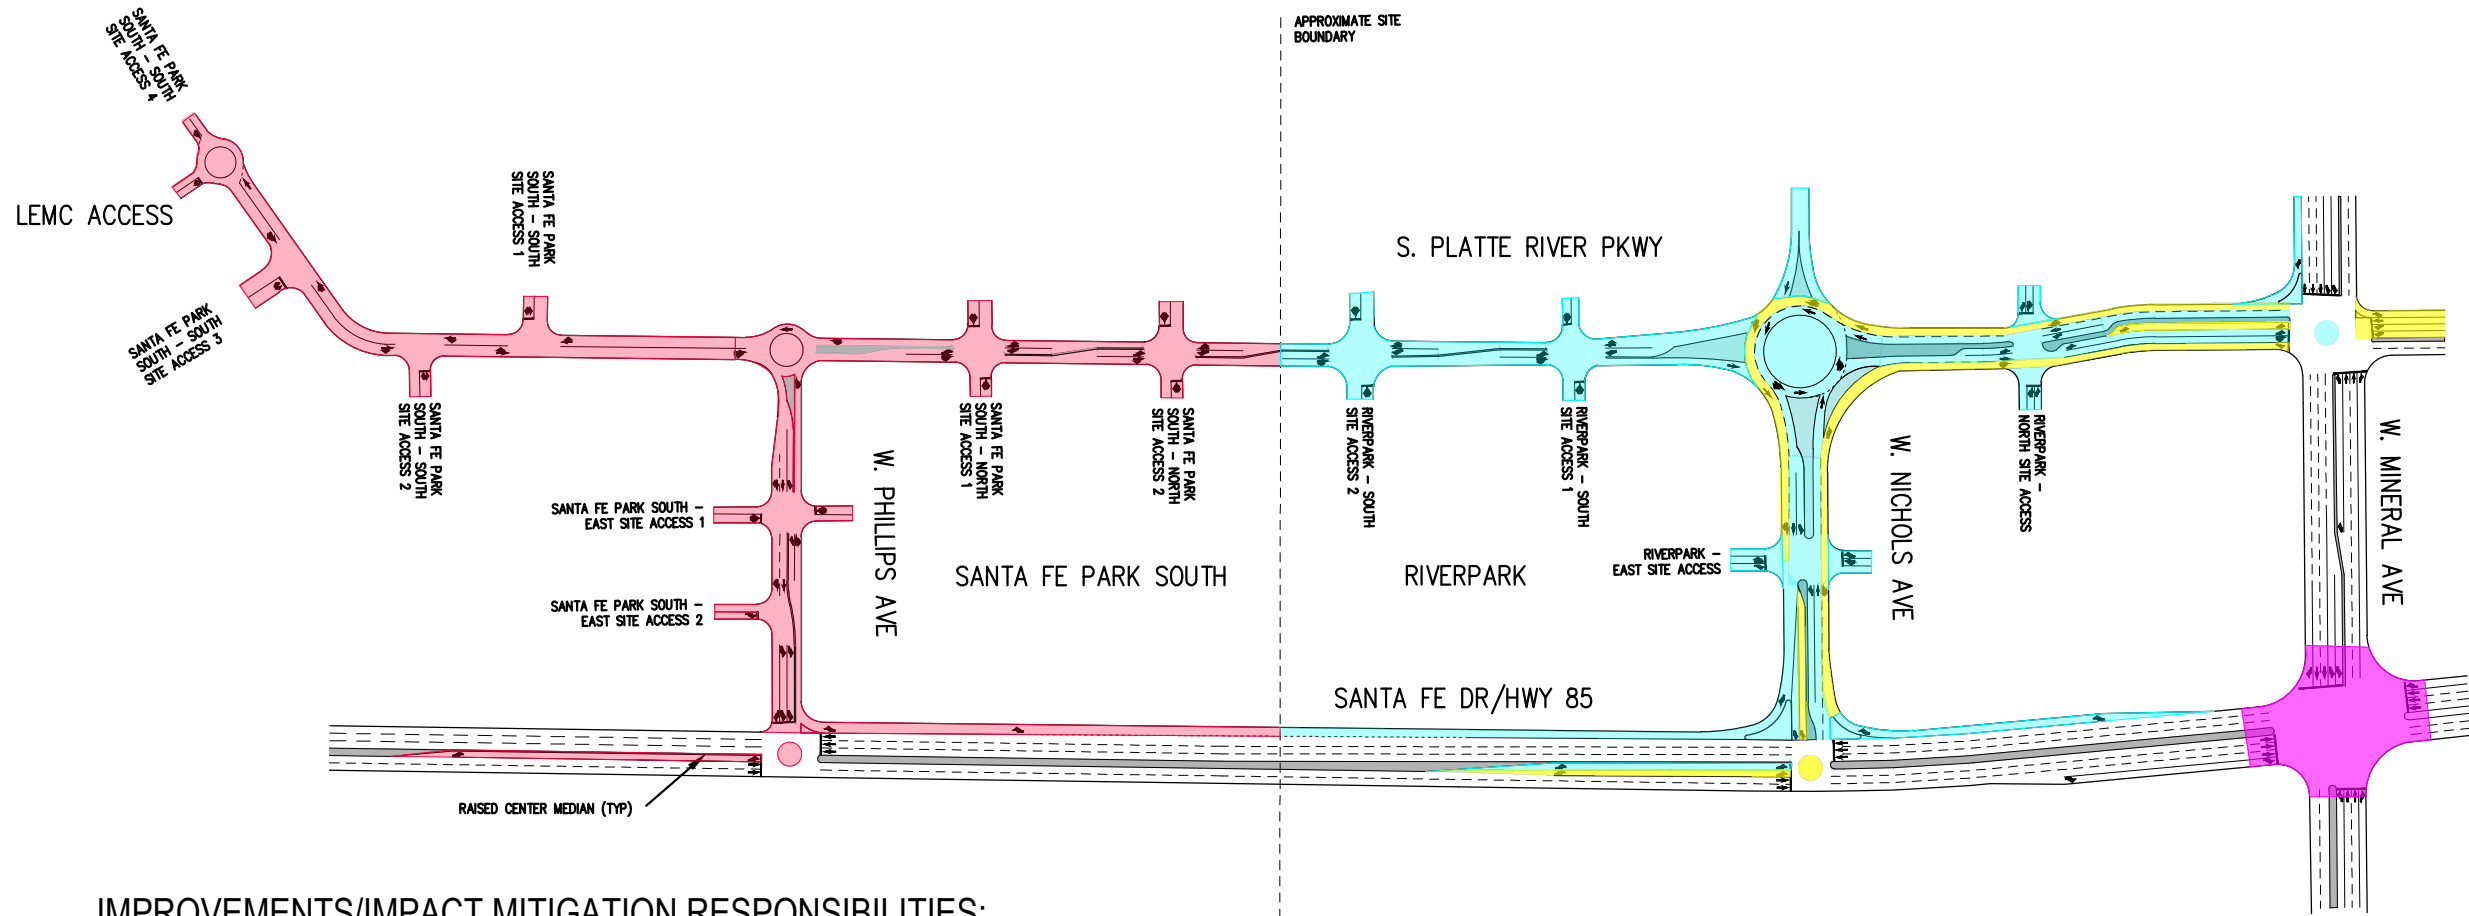 SANTA FE PARK
SOUTH - SOUTH
SITE ACCESS 4
APPROXIMATE SITE
BOUNDARY
LEMC ACCESS
SANTA FE PARK
SOUTH - SOUTH
SITE ACCESS 1
S. PLATTE RIVER PKWY
SANTA FE PARK
SOUTH - SOUTH
SITE ACCESS 3
SANTA FE PARK
SOUTH - SOUTH
SITE ACCESS 2
SANTA FE PARK
SOUTH - NORTH
SITE ACCESS 1
SANTA FE PARK
SOUTH - NORTH
SITE ACCESS 2
RIVERPARK - SOUTH
SITE ACCESS 2
RIVERPARK - SOUTH
SITE ACCESS 1
RIVERPARK -
NORTH SITE ACCESS
W. PHILLIPS AVE
W. NICHOLS AVE
W. MINERAL AVE
SANTA FE PARK SOUTH -
EAST SITE ACCESS 1
SANTA FE PARK SOUTH
RIVERPARK
RIVERPARK -
EAST SITE ACCESS
SANTA FE PARK SOUTH -
EAST SITE ACCESS 2
SANTA FE DR/HWY 85
RAISED CENTER MEDIAN (TYP)
IMPROVEMENTS/IMPACT MITIGATION RESPONSIBILITIES: